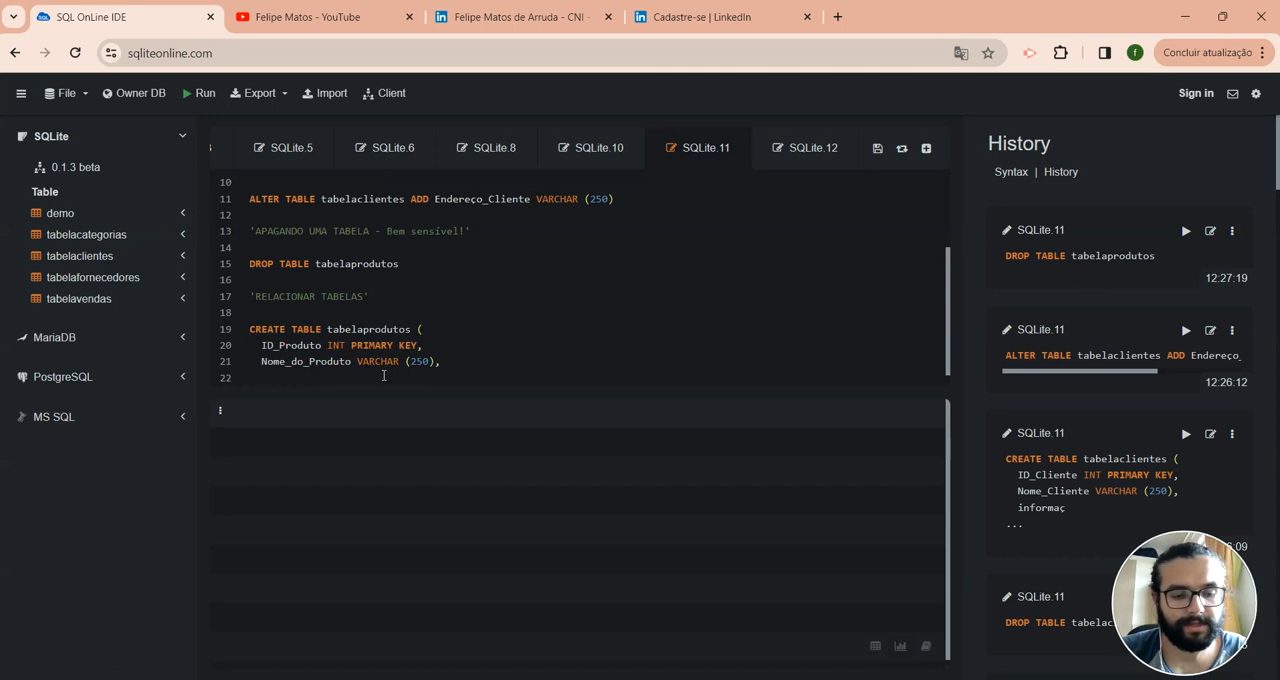 SQL OnLine IDE
Felipe Matos - YouTube
Felipe Matos de Arruda - CNI -
Cadastre-se | LinkedIn
sqliteonline.com
f
Concluir atualização
File
Owner DB
Run
Export
Import
Client
Sign in
SQLite
0.1.3 beta
Table
demo
tabelacategorias
tabelaclientes
tabelafornecedores
tabelavendas
MariaDB
PostgreSQL
MS SQL
SQLite.5
SQLite.6
SQLite.8
SQLite.10
SQLite.11
SQLite.12
10
11 ALTER TABLE tabelaclientes ADD Endereço_Cliente VARCHAR (250)
12
13 'APAGANDO UMA TABELA - Bem sensível!'
14
15 DROP TABLE tabelaprodutos
16
17 'RELACIONAR TABELAS'
18
19 CREATE TABLE tabelaprodutos (
20 ID_Produto INT PRIMARY KEY,
21 Nome_do_Produto VARCHAR (250),
22
History
Syntax | History
SQLite.11
DROP TABLE tabelaprodutos
12:27:19
SQLite.11
ALTER TABLE tabelaclientes ADD Endereço_
12:26:12
SQLite.11
CREATE TABLE tabelaclientes (
ID_Cliente INT PRIMARY KEY,
Nome_Cliente VARCHAR (250),
informaç
...
:09
SQLite.11
DROP TABLE